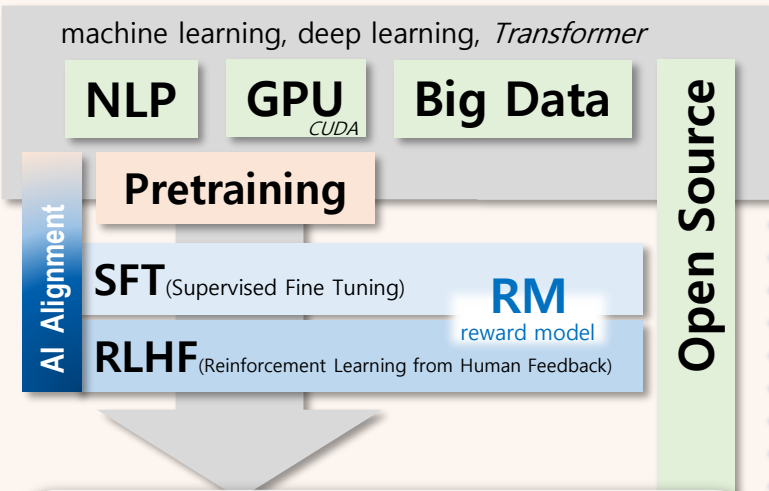 machine learning, deep learning, Transformer
NLP
GPU
CUDA
Big Data
Open Source
Pretraining
AI Alignment
SFT(Supervised Fine Tuning)
RM
reward model
RLHF(Reinforcement Learning from Human Feedback)